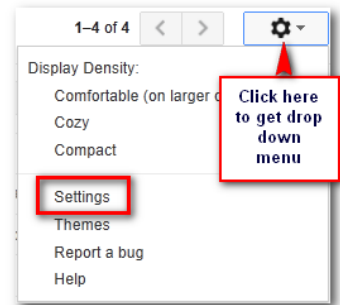 1–4 of 4
Display Density:
Comfortable (on larger
Cozy
Compact
Settings
Themes
Report a bug
Help
Click here
to get drop
down
menu